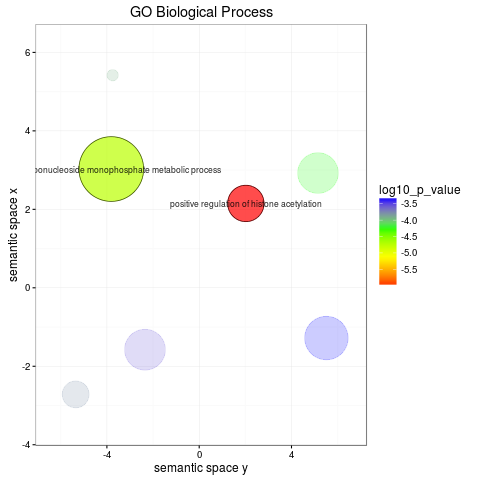 GO Biological Process
6
4
2
0
-2
-4
semantic space x
-4
0
4
semantic space y
bonucleoside monophosphate metabolic process
positive regulation of histone acetylation
log10_p_value
-3.5
-4.0
-4.5
-5.0
-5.5